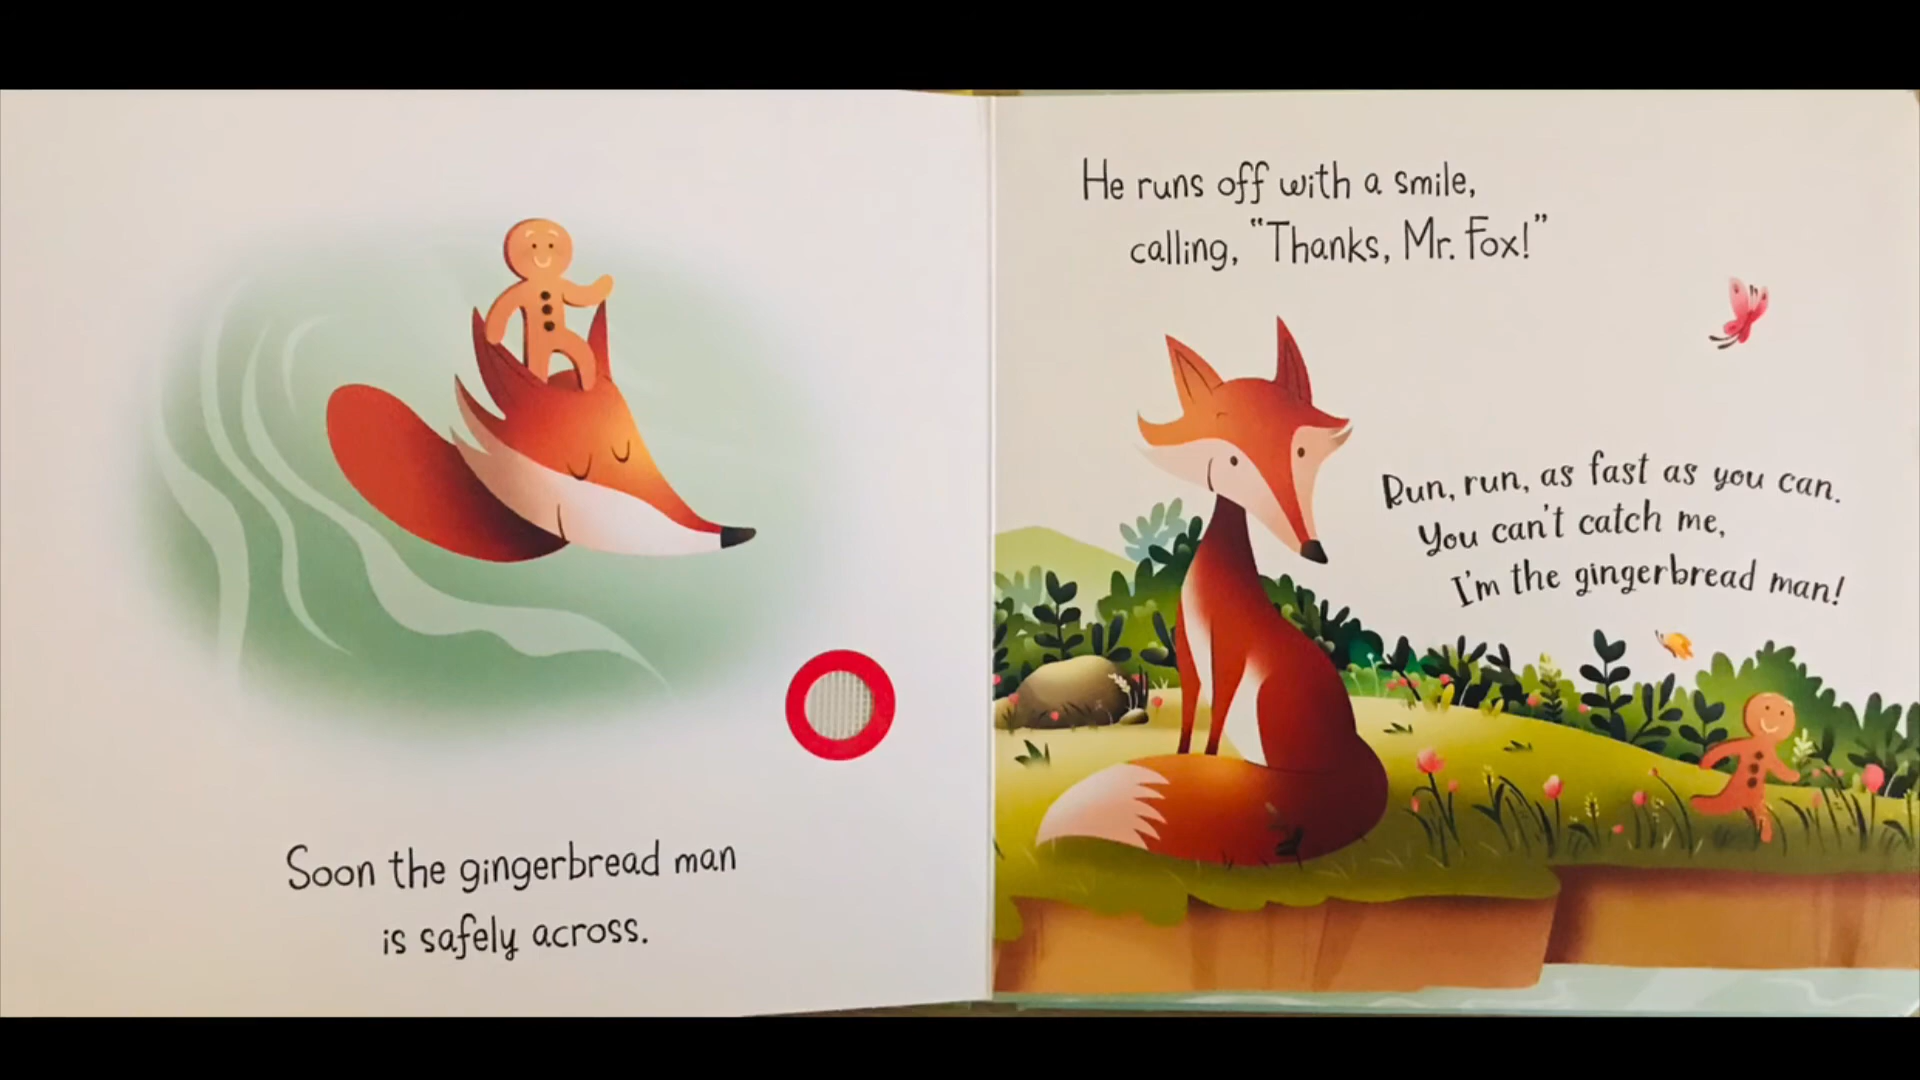 Soon the gingerbread man
is safely across.
He runs off with a smile,
calling, “Thanks, Mr. Fox!”
Run, run, as fast as you can.
You can't catch me,
I'm the gingerbread man!